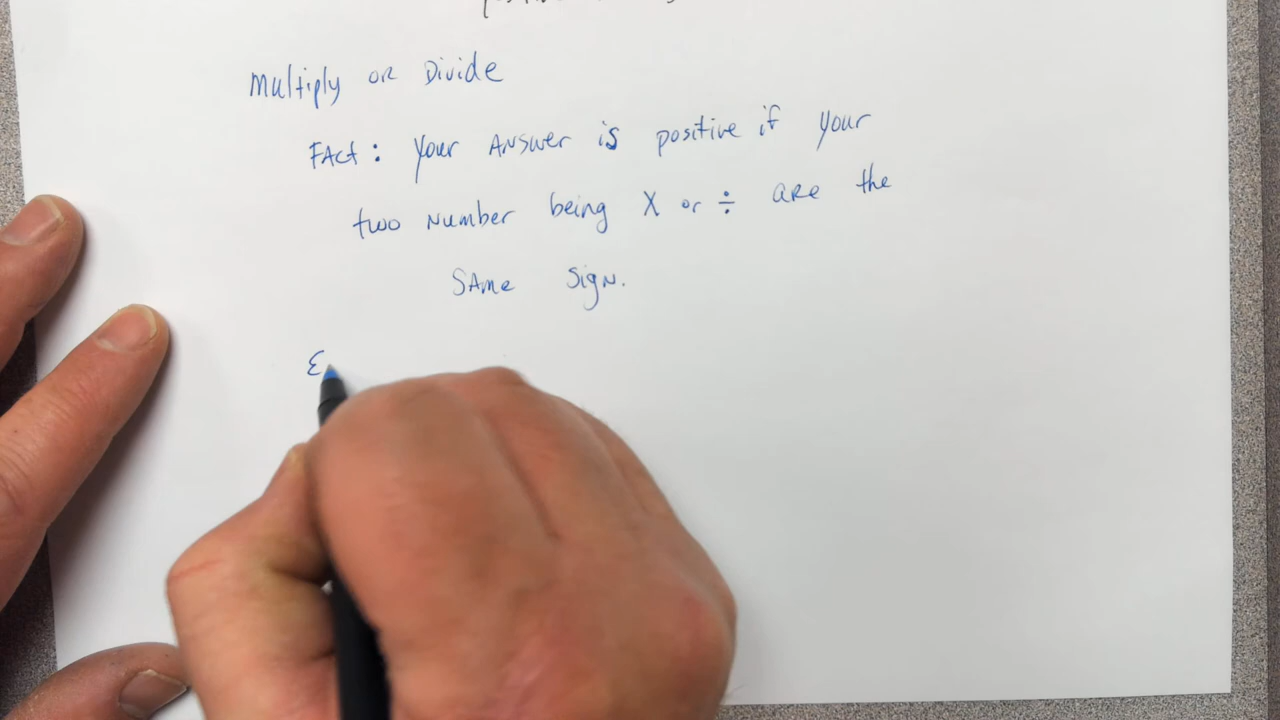 Multiply OR Divide
FAct: Your ANSWER is positive if your
two Number being X or ÷ are the
SAme Sign.
E